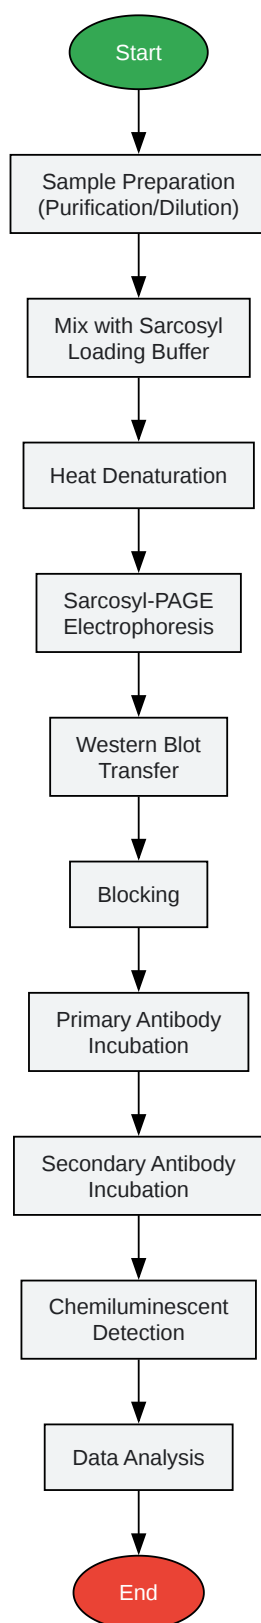 Start
Sample Preparation
(Purification/Dilution)
Mix with Sarcosyl
Loading Buffer
Heat Denaturation
Sarcosyl-PAGE
Electrophoresis
Western Blot
Transfer
Blocking
Primary Antibody
Incubation
Secondary Antibody
Incubation
Chemiluminescent
Detection
Data Analysis
End